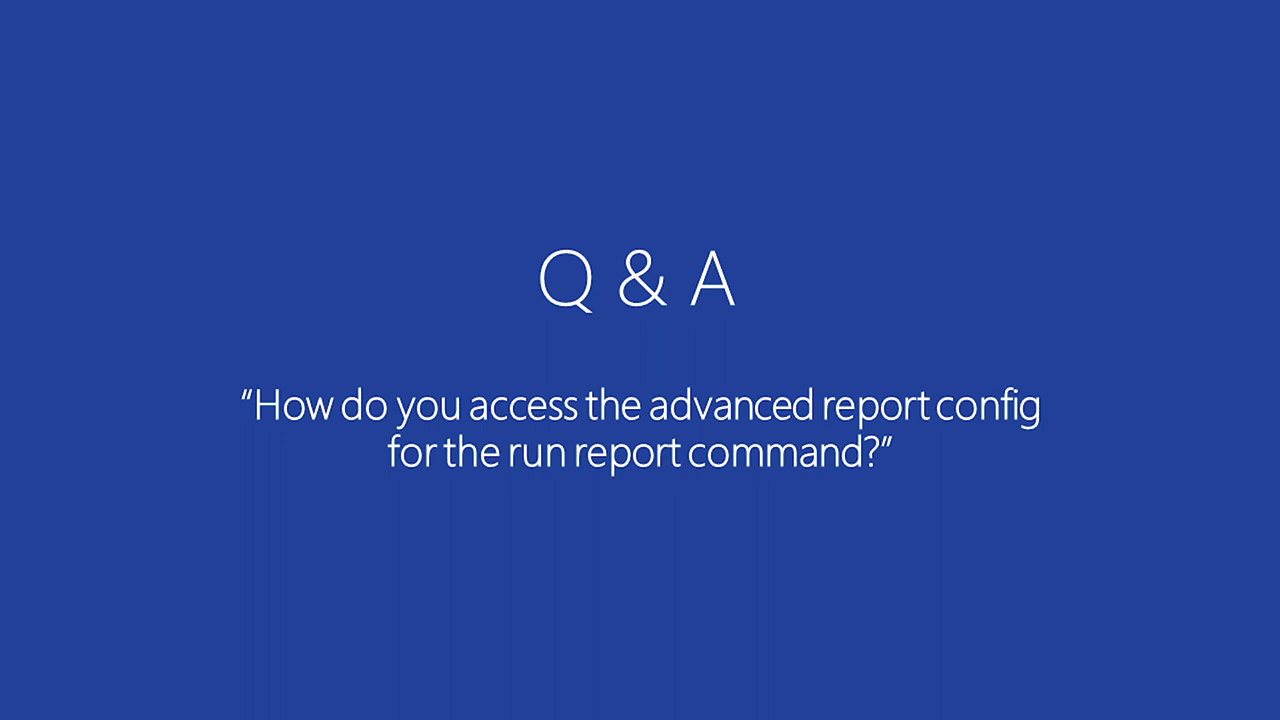 Q & A
“How do you access the advanced report config
for the run report command?”